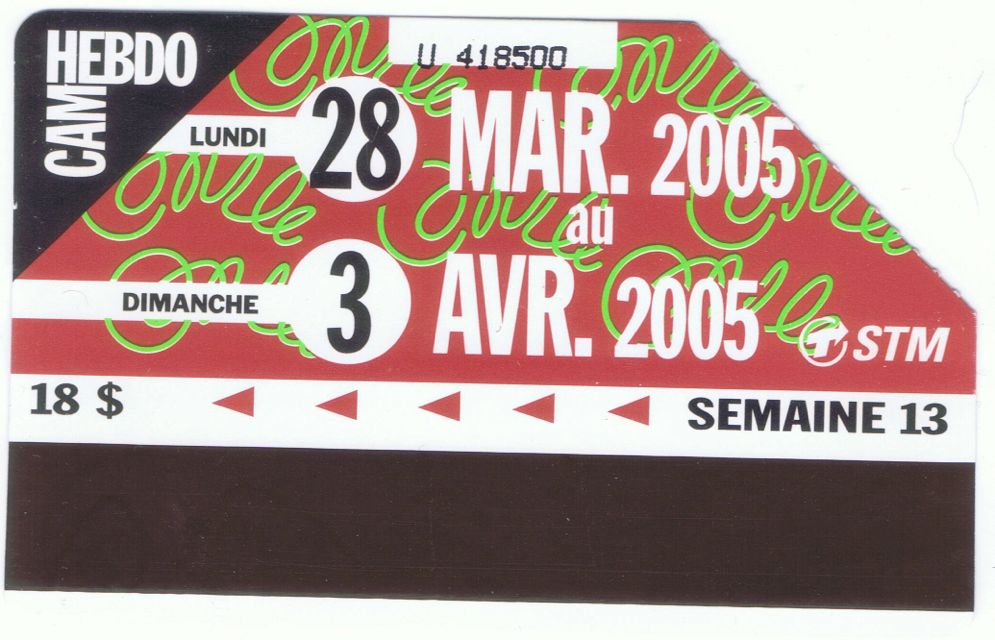 CAM HEBDO
U 418500
LUNDI 28 MAR. 2005
au
DIMANCHE 3 AVR. 2005
STM
18 $ SEMAINE 13